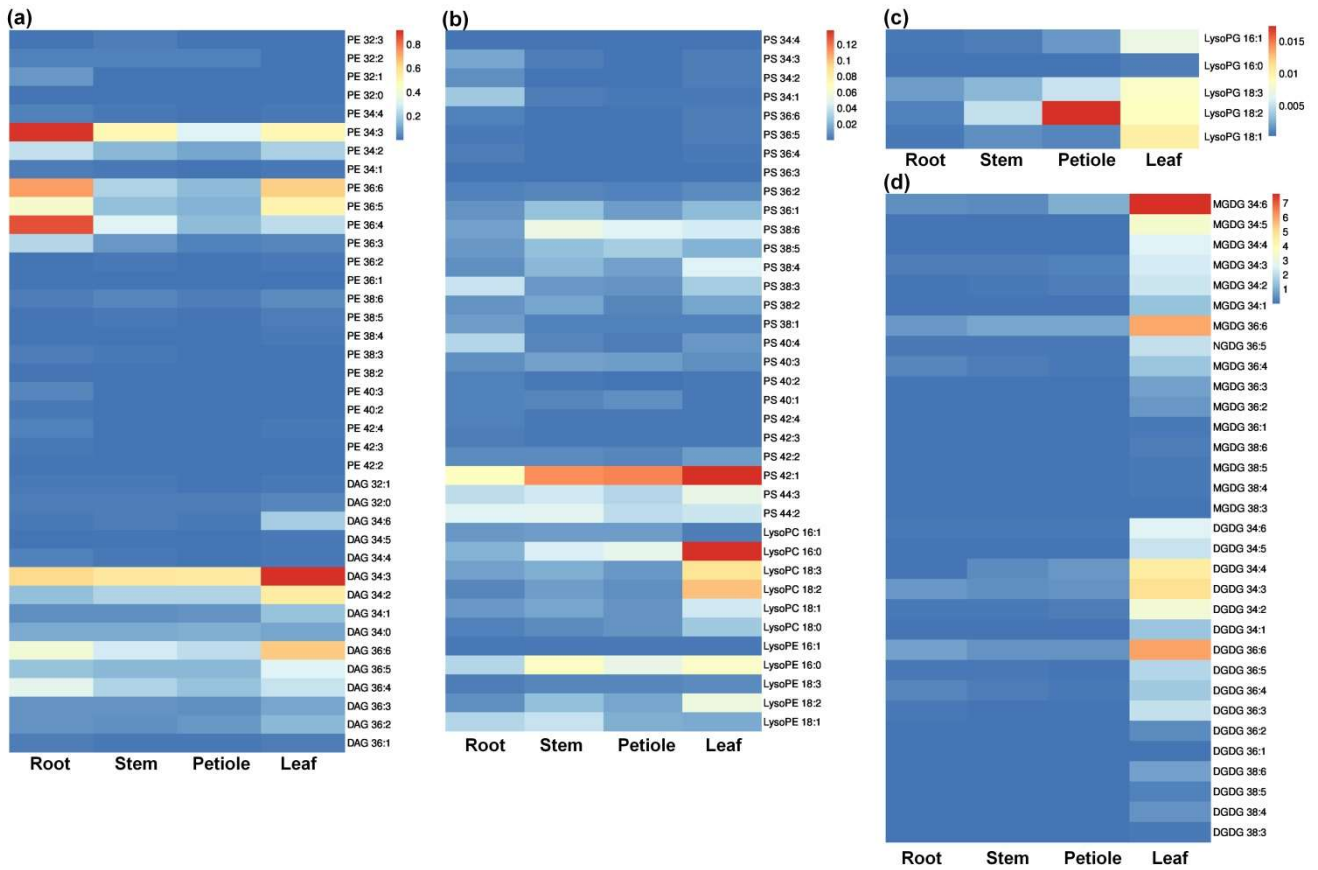 (a)
PE 32:3
PE 32:2
PE 32:1
PE 32:0
PE 34:4
PE 34:3
PE 34:2
PE 34:1
PE 36:6
PE 36:5
PE 36:4
PE 36:3
PE 36:2
PE 36:1
PE 38:6
PE 38:5
PE 38:4
PE 38:3
PE 38:2
PE 40:3
PE 40:2
PE 42:4
PE 42:3
PE 42:2
DAG 32:1
DAG 32:0
DAG 34:6
DAG 34:5
DAG 34:4
DAG 34:3
DAG 34:2
DAG 34:1
DAG 34:0
DAG 36:6
DAG 36:5
DAG 36:4
DAG 36:3
DAG 36:2
DAG 36:1
0.8
0.6
0.4
0.2
Root Stem Petiole Leaf
(b)
PS 34:4
PS 34:3
PS 34:2
PS 34:1
PS 36:6
PS 36:5
PS 36:4
PS 36:3
PS 36:2
PS 36:1
PS 38:6
PS 38:5
PS 38:4
PS 38:3
PS 38:2
PS 38:1
PS 40:4
PS 40:3
PS 40:2
PS 40:1
PS 42:4
PS 42:3
PS 42:2
PS 42:1
PS 44:3
PS 44:2
LysoPC 16:1
LysoPC 16:0
LysoPC 18:3
LysoPC 18:2
LysoPC 18:1
LysoPC 18:0
LysoPE 16:1
LysoPE 16:0
LysoPE 18:3
LysoPE 18:2
LysoPE 18:1
0.12
0.10
0.08
0.06
0.04
0.02
Root Stem Petiole Leaf
(c)
LysoPG 16:1
LysoPG 16:0
LysoPG 18:3
LysoPG 18:2
LysoPG 18:1
0.015
0.01
0.005
Root Stem Petiole Leaf
(d)
MGDG 34:6
MGDG 34:5
MGDG 34:4
MGDG 34:3
MGDG 34:2
MGDG 34:1
MGDG 36:6
NGDG 36:5
MGDG 36:4
MGDG 36:3
MGDG 36:2
MGDG 36:1
MGDG 38:6
MGDG 38:5
MGDG 38:4
MGDG 38:3
DGDG 34:6
DGDG 34:5
DGDG 34:4
DGDG 34:3
DGDG 34:2
DGDG 34:1
DGDG 36:6
DGDG 36:5
DGDG 36:4
DGDG 36:3
DGDG 36:2
DGDG 36:1
DGDG 38:6
DGDG 38:5
DGDG 38:4
DGDG 38:3
7
6
5
4
3
2
1
Root Stem Petiole Leaf